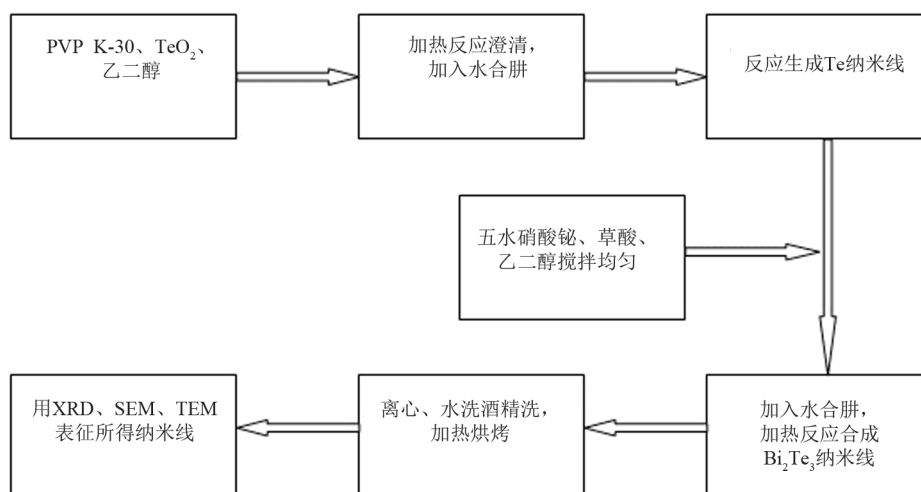 PVP K-30、TeO₂、
乙二醇
加热反应澄清，
加入水合肼
反应生成Te纳米线
五水硝酸铋、草酸、
乙二醇搅拌均匀
加入水合肼，
加热反应合成
Bi₂Te₃纳米线
离心、水洗酒精洗，
加热烘烤
用XRD、SEM、TEM
表征所得纳米线